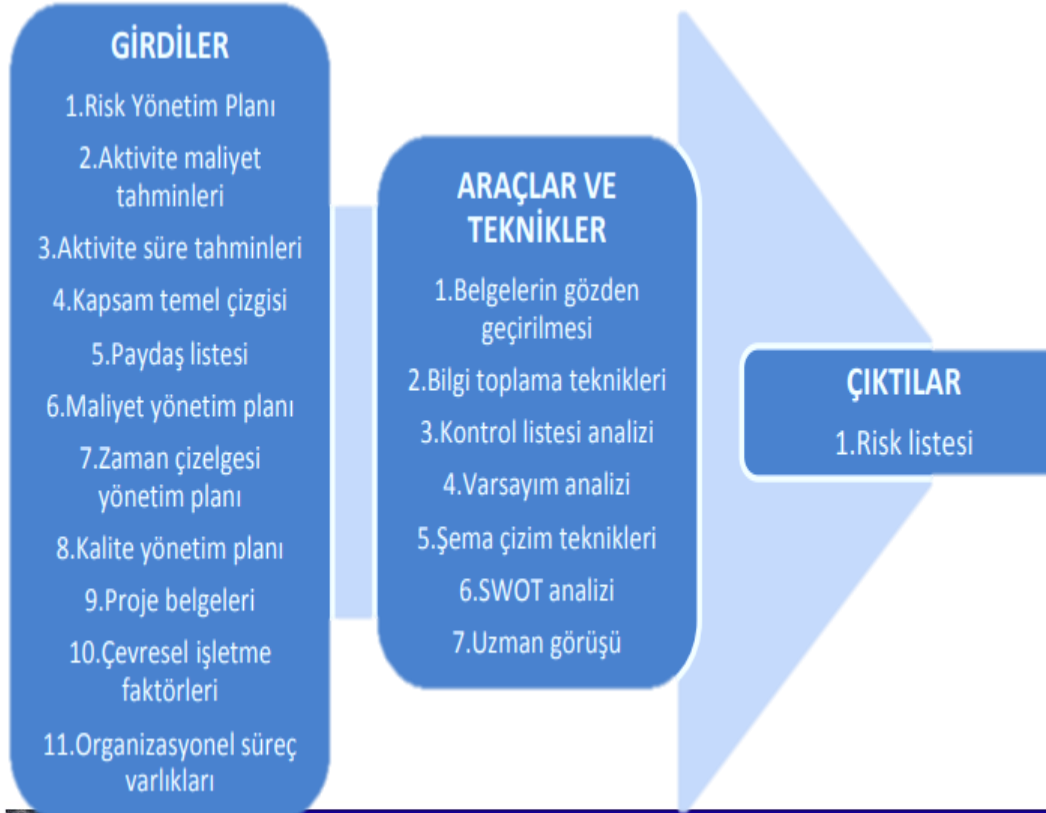 GİRDİLER
1.Risk Yönetim Planı
2.Aktivite maliyet
tahminleri
3.Aktivite süre tahminleri
4.Kapsam temel çizgisi
5.Paydaş listesi
6.Maliyet yönetim planı
7.Zaman çizelgesi
yönetim planı
8.Kalite yönetim planı
9.Proje belgeleri
10.Çevresel işletme
faktörleri
11.Organizasyonel süreç
varlıkları
ARAÇLAR VE
TEKNİKLER
1.Belgelerin gözden
geçirilmesi
2.Bilgi toplama teknikleri
3.Kontrol listesi analizi
4.Varsayım analizi
5.Şema çizim teknikleri
6.SWOT analizi
7.Uzman görüşü
ÇIKTILAR
1.Risk listesi